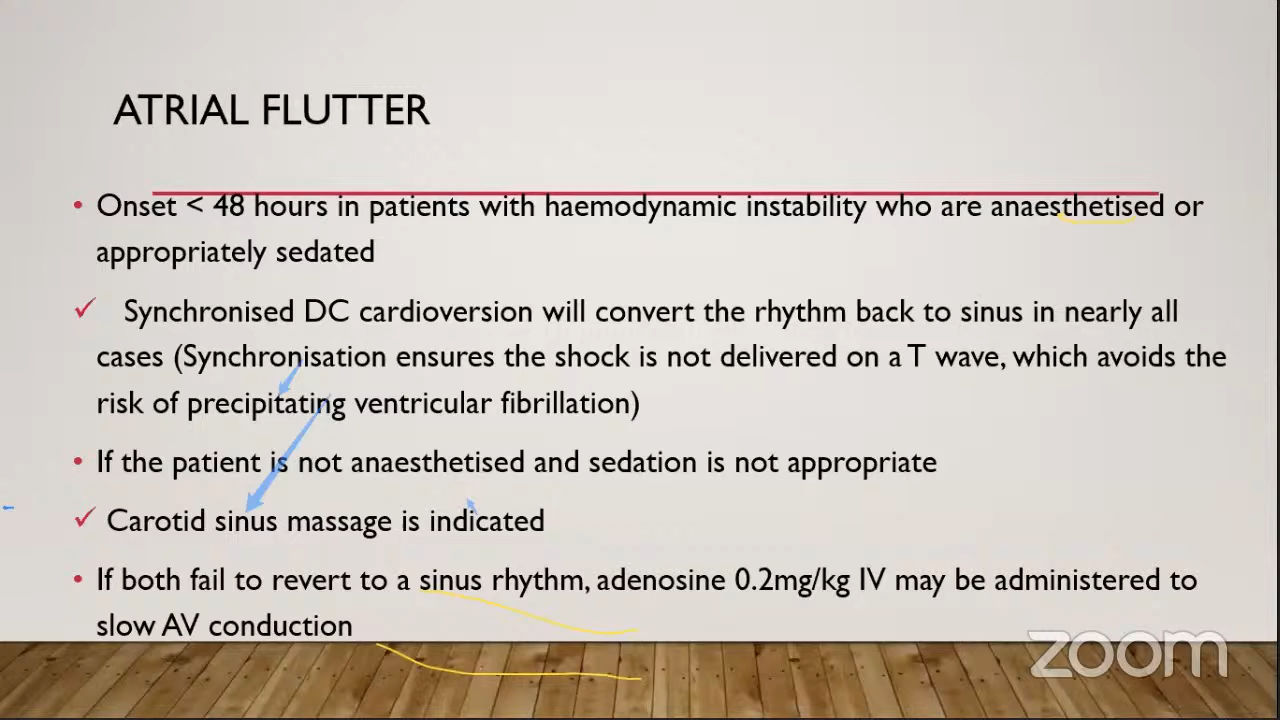 ATRIAL FLUTTER
• Onset < 48 hours in patients with haemodynamic instability who are anaesthetised or
appropriately sedated
✓ Synchronised DC cardioversion will convert the rhythm back to sinus in nearly all
cases (Synchronisation ensures the shock is not delivered on a T wave, which avoids the
risk of precipitating ventricular fibrillation)
• If the patient is not anaesthetised and sedation is not appropriate
✓ Carotid sinus massage is indicated
• If both fail to revert to a sinus rhythm, adenosine 0.2mg/kg IV may be administered to
slow AV conduction
zoom